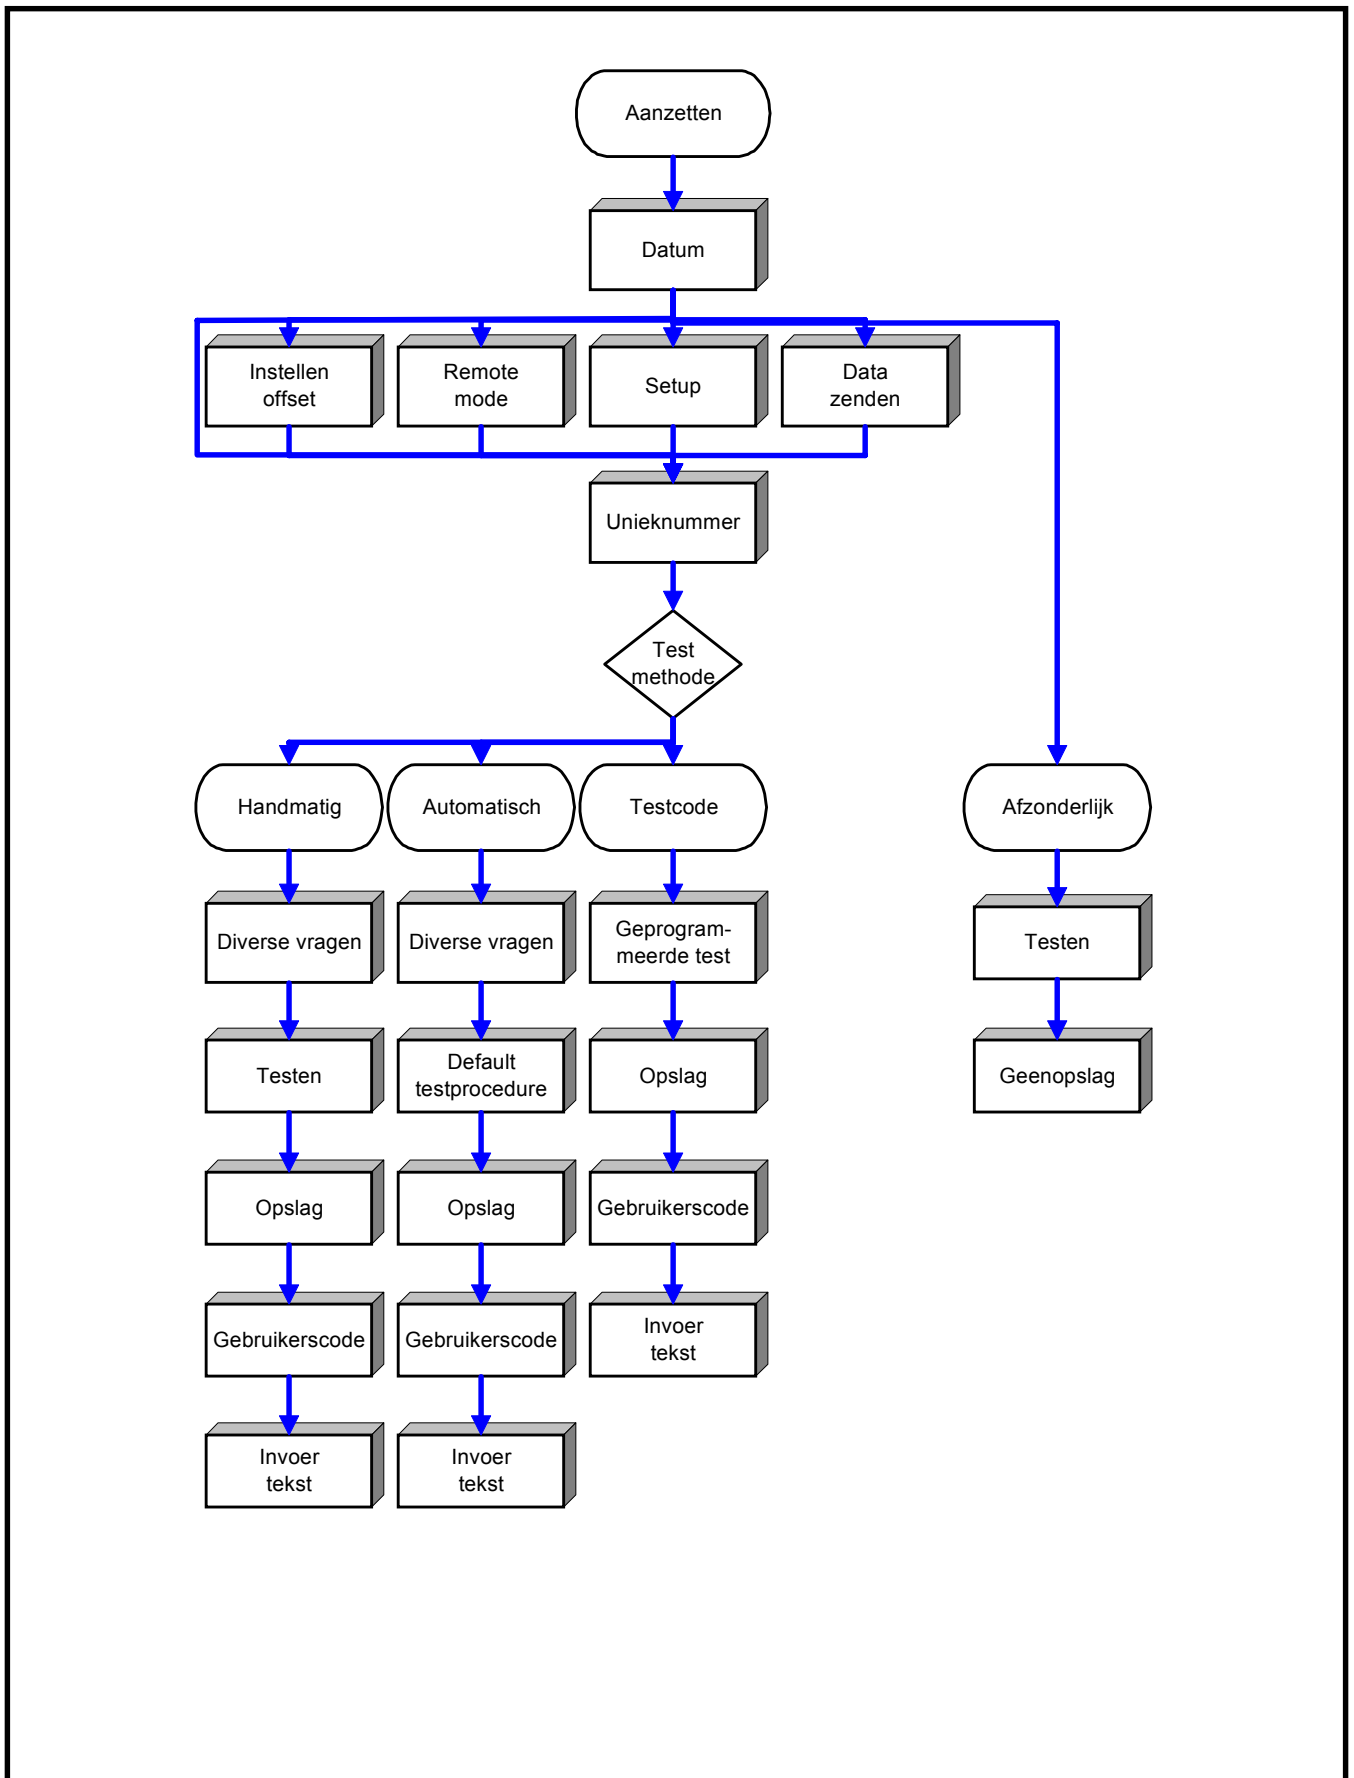 Aanzetten
Datum
Instellen
offset
Remote
mode
Setup
Data
zenden
Unieknummer
Test
methode
Handmatig
Automatisch
Testcode
Afzonderlijk
Diverse vragen
Diverse vragen
Geprogram-
meerde test
Testen
Testen
Default
testprocedure
Opslag
Geenopslag
Opslag
Opslag
Gebruikerscode
Gebruikerscode
Gebruikerscode
Invoer
tekst
Invoer
tekst
Invoer
tekst